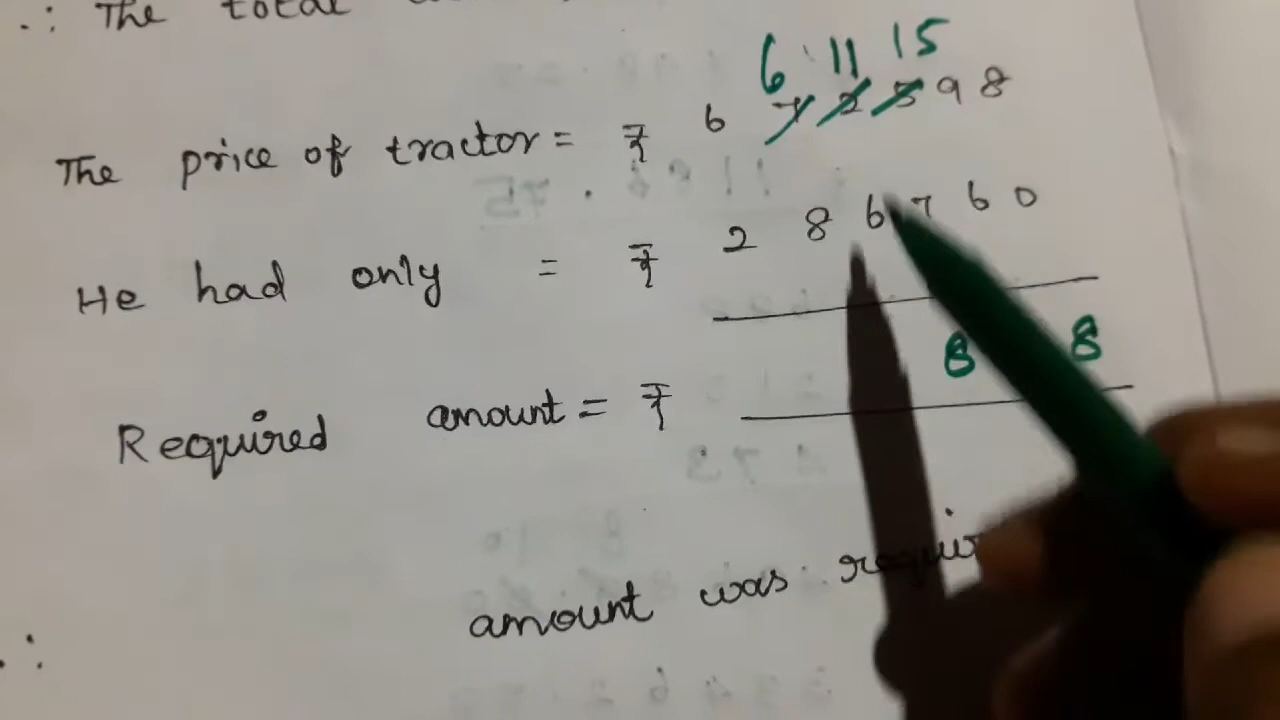 ∴ The total
6 11 15
The price of tractor = ₹ 6 7 2 5 9 8
He had only = ₹ 2 8 6 7 6 0
8 8
Required amount = ₹
∴ amount was